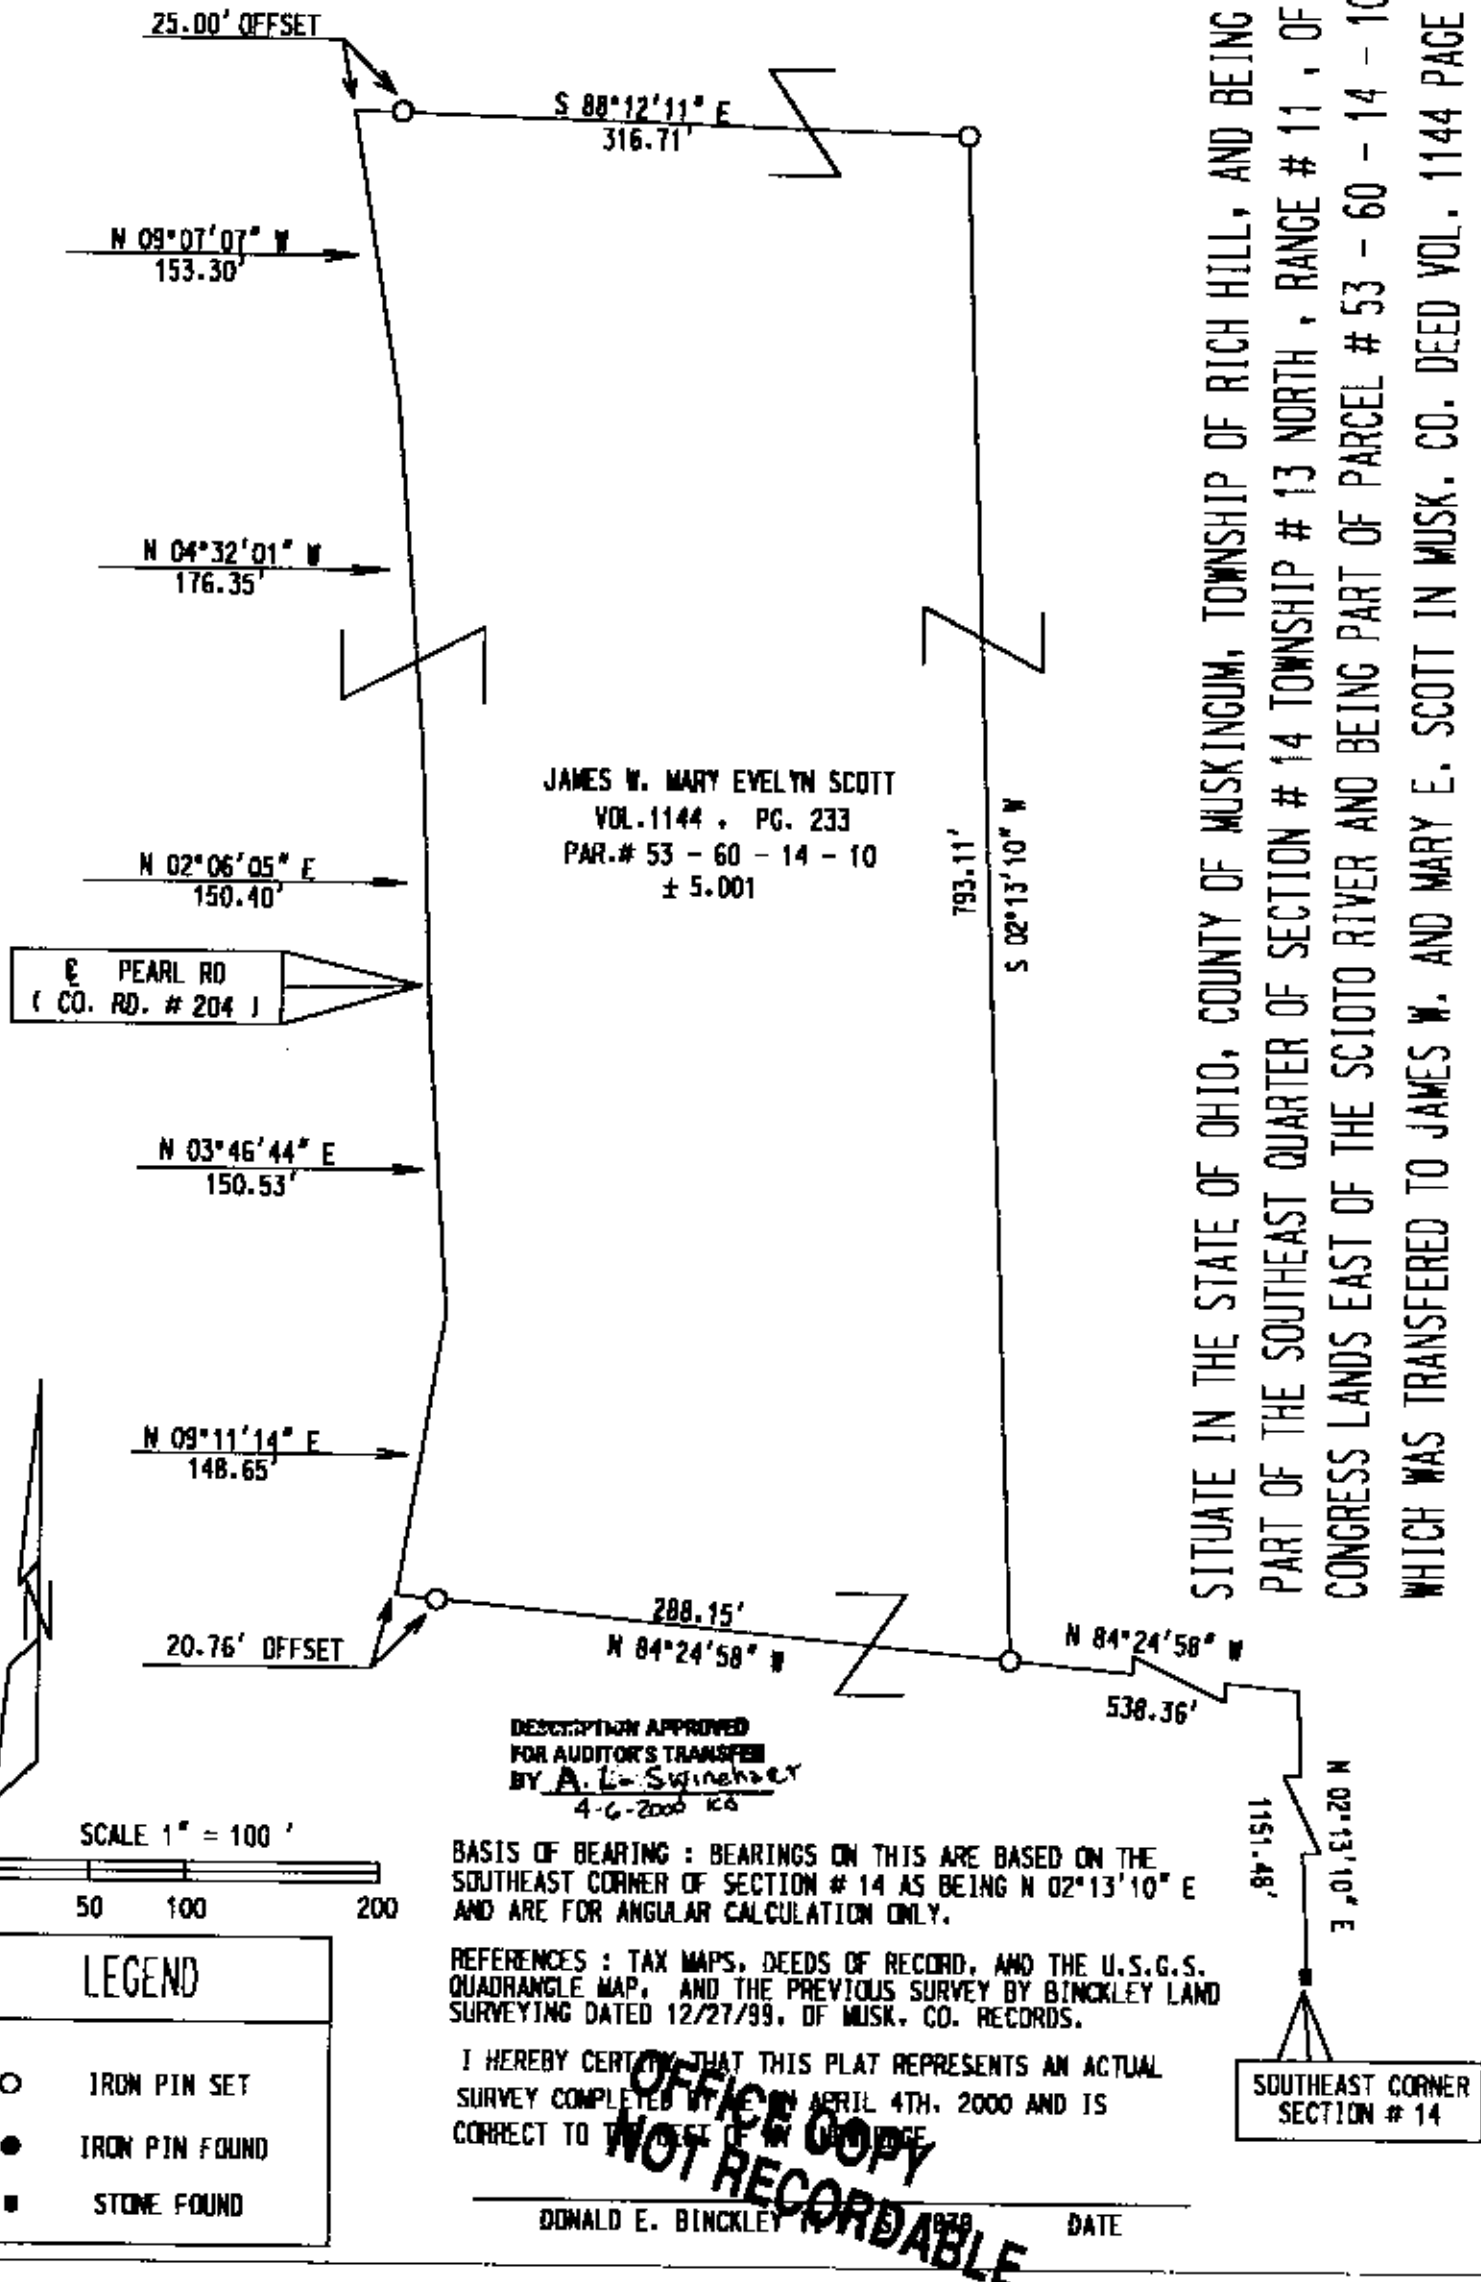 25.00' OFFSET
S 88°12'11" E
316.71'
N 09°07'07" W
153.30'
N 04°32'01" W
176.35'
JAMES W. MARY EVELYN SCOTT
VOL.1144 , PG. 233
PAR.# 53 - 60 - 14 - 10
± 5.001
793.11'
S 02°13'10" W
N 02°06'05" E
150.40'
℄ PEARL RD
( CO. RD. # 204 )
N 03°46'44" E
150.53'
N 09°11'14" E
148.65'
20.76' OFFSET
288.15'
N 84°24'58" W
N 84°24'58" W
538.36'
N 02°13'10" E
1151.48'
SOUTHEAST CORNER
SECTION # 14
SITUATE IN THE STATE OF OHIO, COUNTY OF MUSKINGUM, TOWNSHIP OF RICH HILL, AND BEING
PART OF THE SOUTHEAST QUARTER OF SECTION # 14 TOWNSHIP # 13 NORTH , RANGE # 11 , OF
CONGRESS LANDS EAST OF THE SCIOTO RIVER AND BEING PART OF PARCEL # 53 - 60 - 14 - 10
WHICH WAS TRANSFERED TO JAMES W. AND MARY E. SCOTT IN MUSK. CO. DEED VOL. 1144 PAGE
DESCRIPTION APPROVED
FOR AUDITOR'S TRANSFER
BY A. L.
4-6-2000
N
SCALE 1" = 100 '
50 100 200
LEGEND
IRON PIN SET
IRON PIN FOUND
STONE FOUND
BASIS OF BEARING : BEARINGS ON THIS ARE BASED ON THE
SOUTHEAST CORNER OF SECTION # 14 AS BEING N 02°13'10" E
AND ARE FOR ANGULAR CALCULATION ONLY.
REFERENCES : TAX MAPS, DEEDS OF RECORD, AND THE U.S.G.S.
QUADRANGLE MAP, AND THE PREVIOUS SURVEY BY BINCKLEY LAND
SURVEYING DATED 12/27/99. OF MUSK. CO. RECORDS.
I HEREBY CERTIFY THAT THIS PLAT REPRESENTS AN ACTUAL
SURVEY COMPLETED BY ME ON APRIL 4TH. 2000 AND IS
CORRECT TO THE BEST OF
OFFICE COPY
NOT RECORDABLE
DONALD E. BINCKLEY DATE